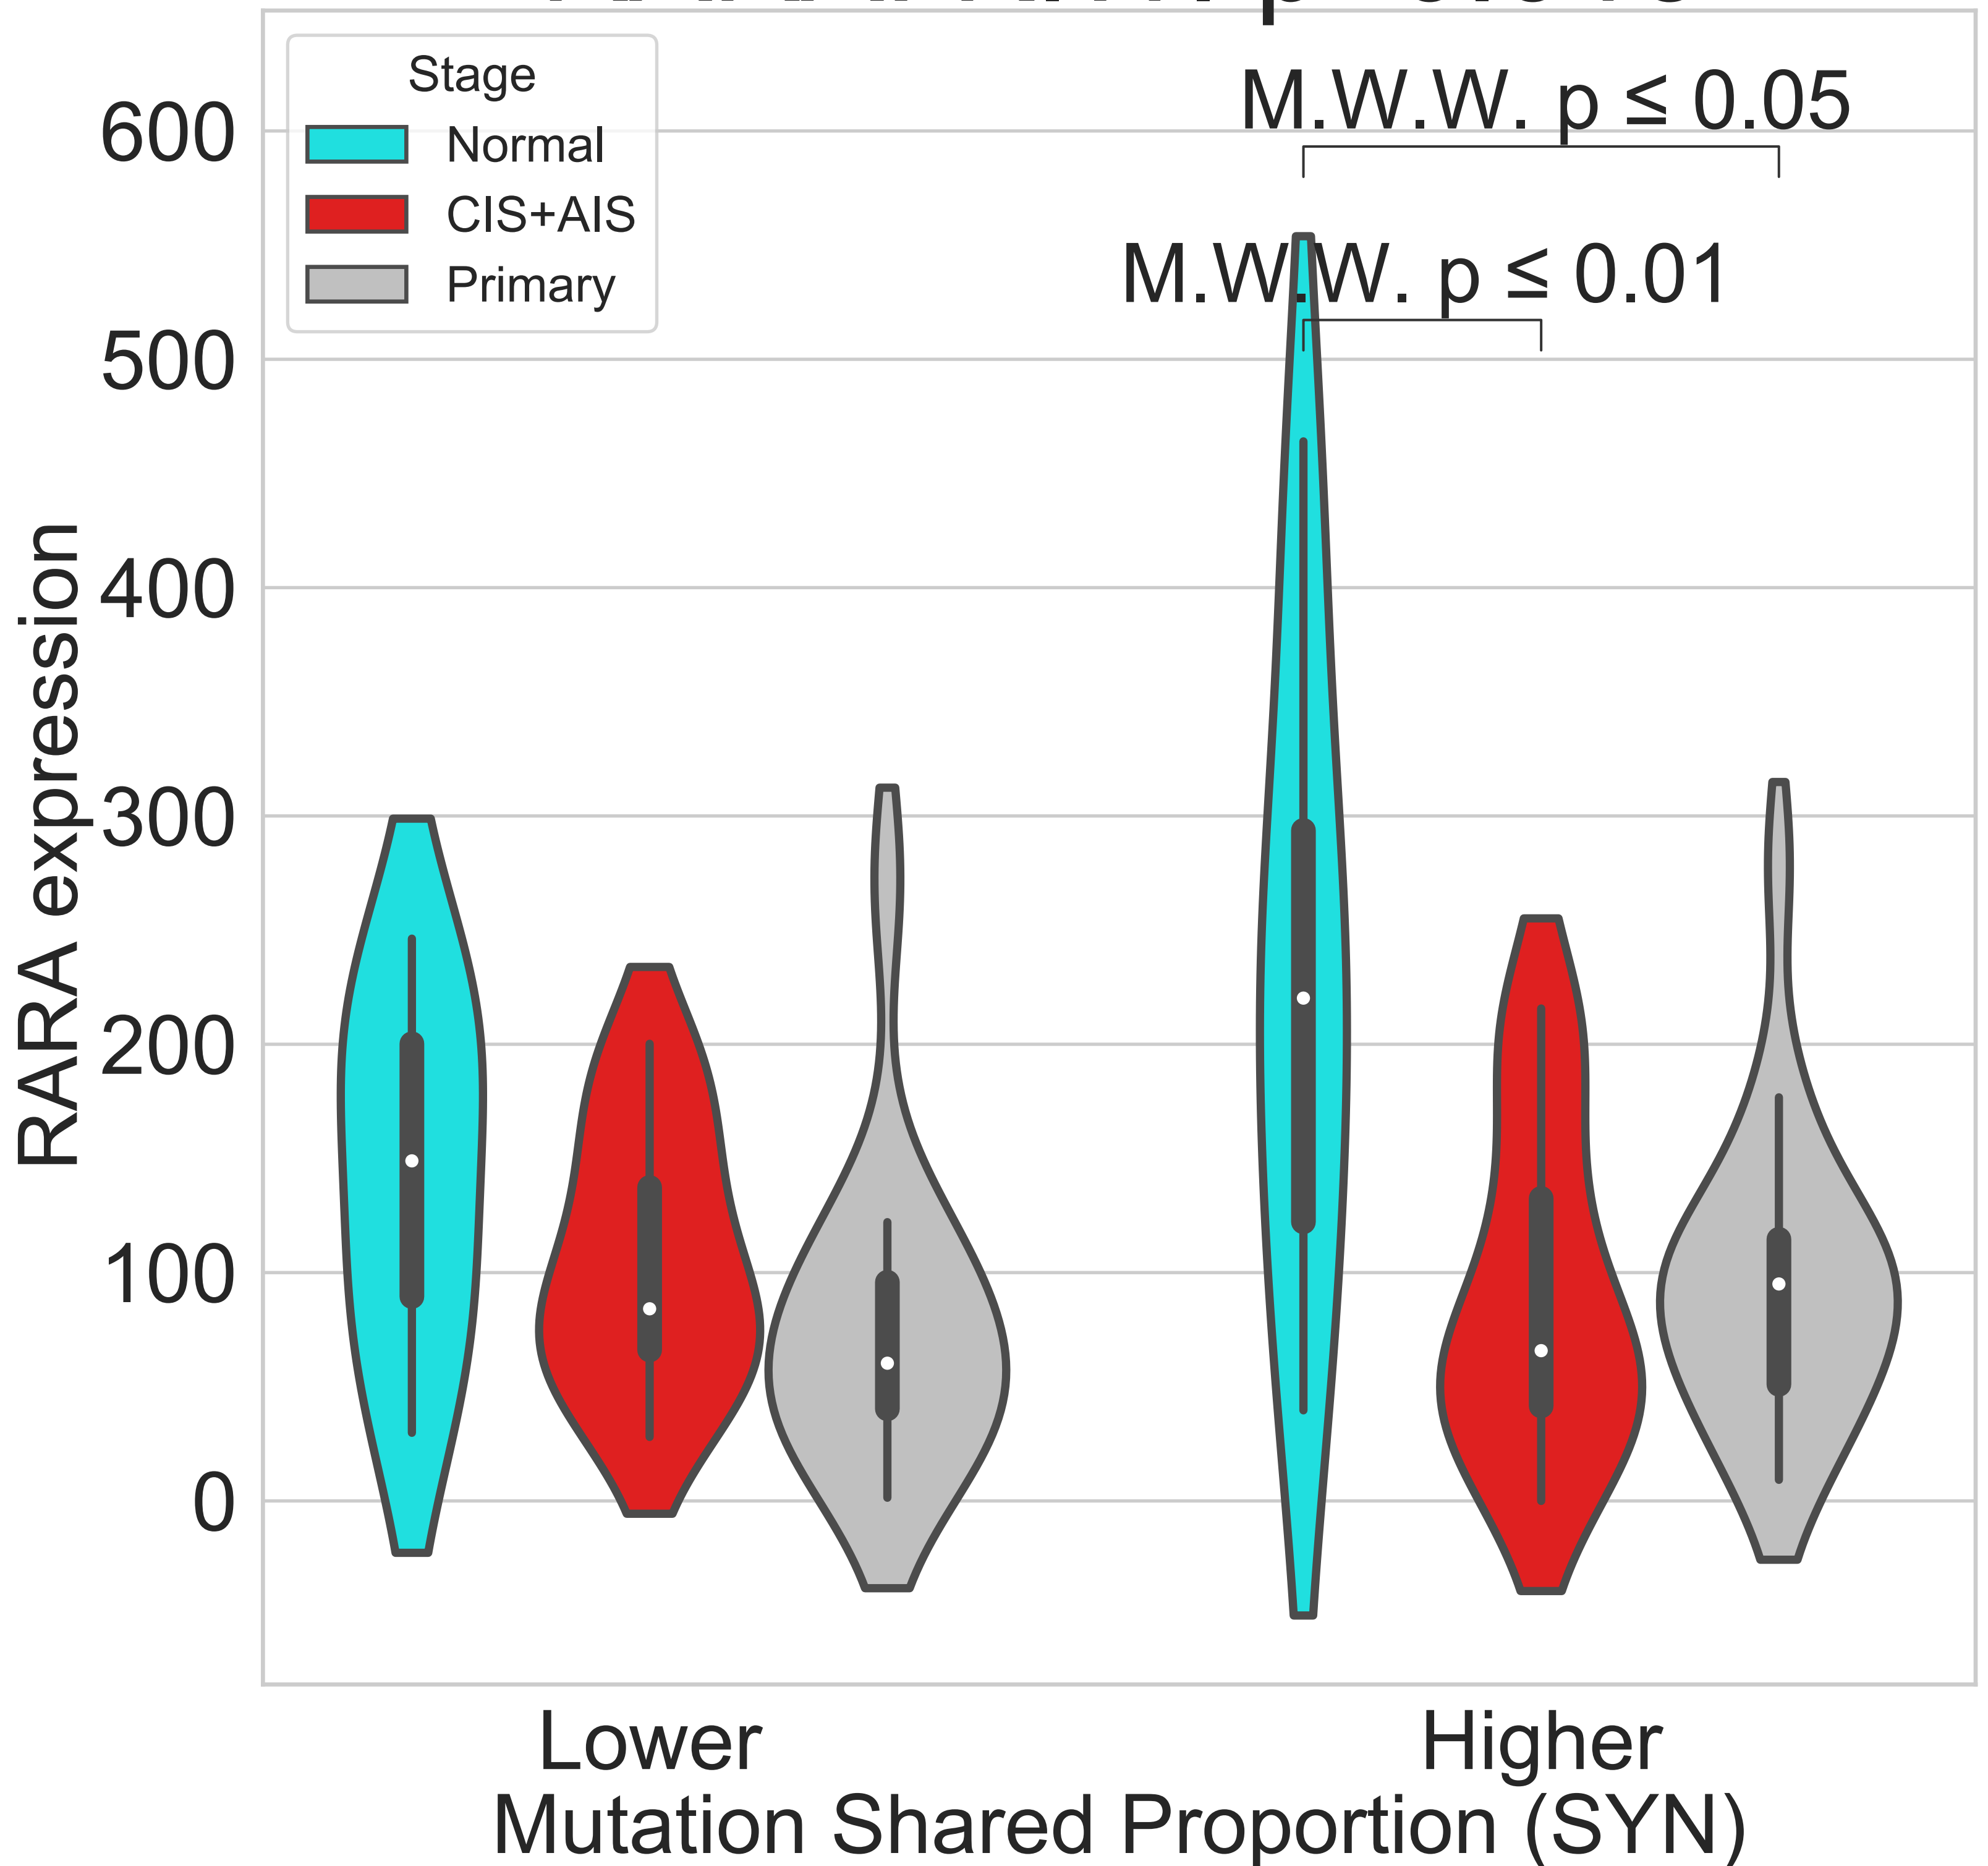 Stage
Normal
CIS+AIS
Primary
M.W.W. p ≤ 0.05
M.W.W. p ≤ 0.01
600
500
400
300
200
100
0
RARA expression
Lower
Higher
Mutation Shared Proportion (SYN)